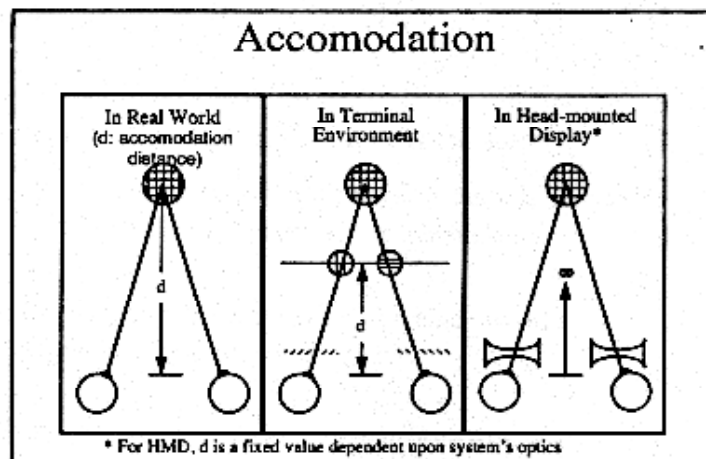 Accomodation
In Real World
(d: accomodation
distance)
d
In Terminal
Environment
d
In Head-mounted
Display*
∞
* For HMD, d is a fixed value dependent upon system's optics